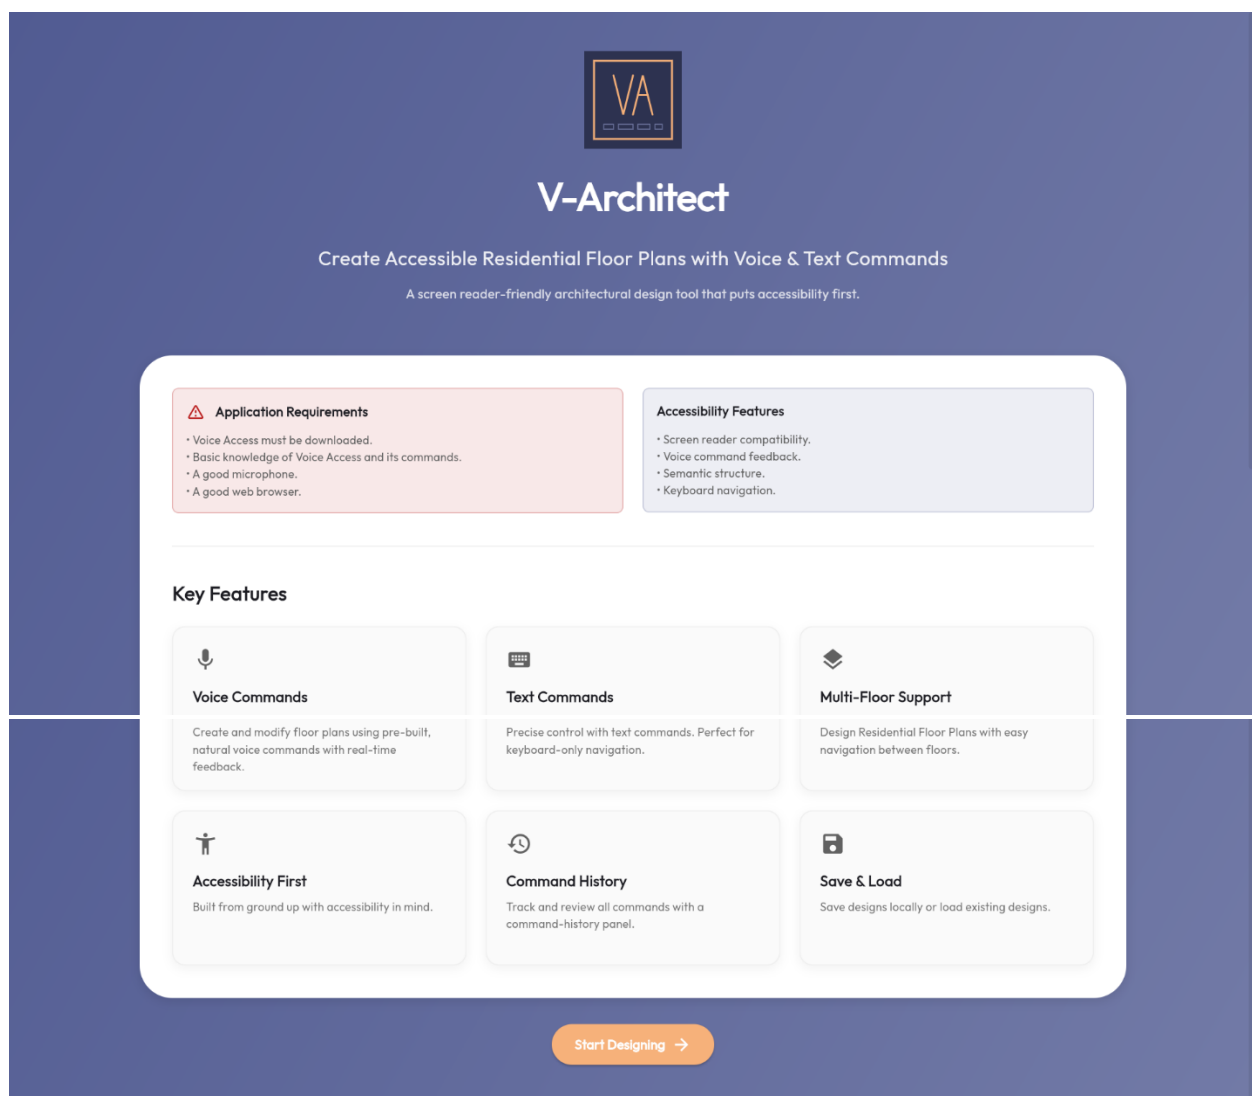 VA
V-Architect
Create Accessible Residential Floor Plans with Voice & Text Commands
A screen reader-friendly architectural design tool that puts accessibility first.
Application Requirements
• Voice Access must be downloaded.
• Basic knowledge of Voice Access and its commands.
• A good microphone.
• A good web browser.
Accessibility Features
• Screen reader compatibility.
• Voice command feedback.
• Semantic structure.
• Keyboard navigation.
Key Features
Voice Commands
Create and modify floor plans using pre-built,
natural voice commands with real-time
feedback.
Text Commands
Precise control with text commands. Perfect for
keyboard-only navigation.
Multi-Floor Support
Design Residential Floor Plans with easy
navigation between floors.
Accessibility First
Built from ground up with accessibility in mind.
Command History
Track and review all commands with a
command-history panel.
Save & Load
Save designs locally or load existing designs.
Start Designing →